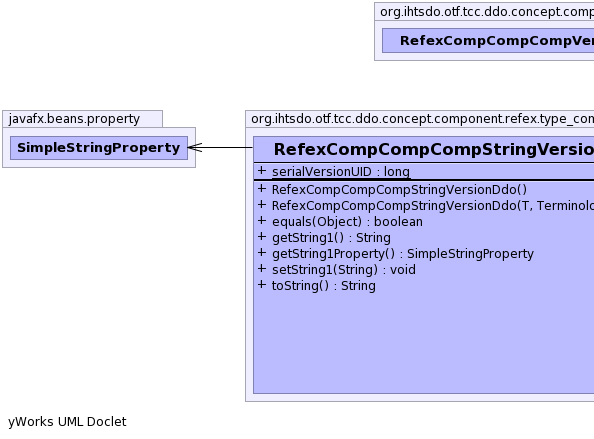 org.ihtsdo.otf.tcc.ddo.concept.comp
RefexCompCompCompVer
javafx.beans.property
SimpleStringProperty
org.ihtsdo.otf.tcc.ddo.concept.component.refex.type_com
RefexCompCompCompStringVersion
+ serialVersionUID : long
+ RefexCompCompCompStringVersionDdo()
+ RefexCompCompCompStringVersionDdo(T, Terminolo
+ equals(Object) : boolean
+ getString1() : String
+ getString1Property() : SimpleStringProperty
+ setString1(String) : void
+ toString() : String
yWorks UML Doclet